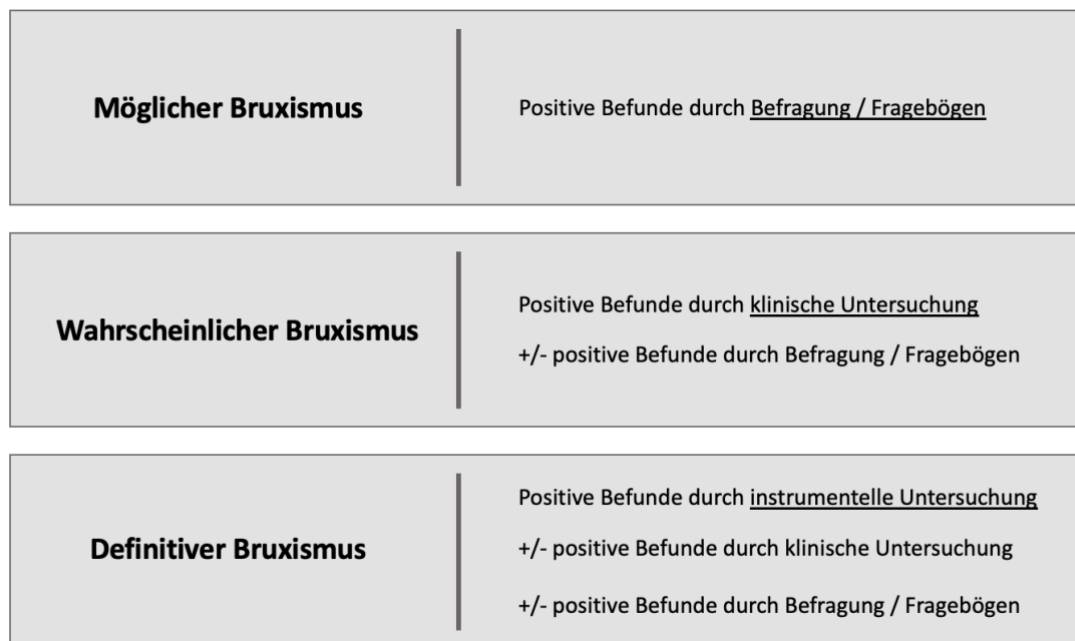 Möglicher Bruxismus
Positive Befunde durch Befragung / Fragebögen
Wahrscheinlicher Bruxismus
Positive Befunde durch klinische Untersuchung
+/- positive Befunde durch Befragung / Fragebögen
Definitiver Bruxismus
Positive Befunde durch instrumentelle Untersuchung
+/- positive Befunde durch klinische Untersuchung
+/- positive Befunde durch Befragung / Fragebögen